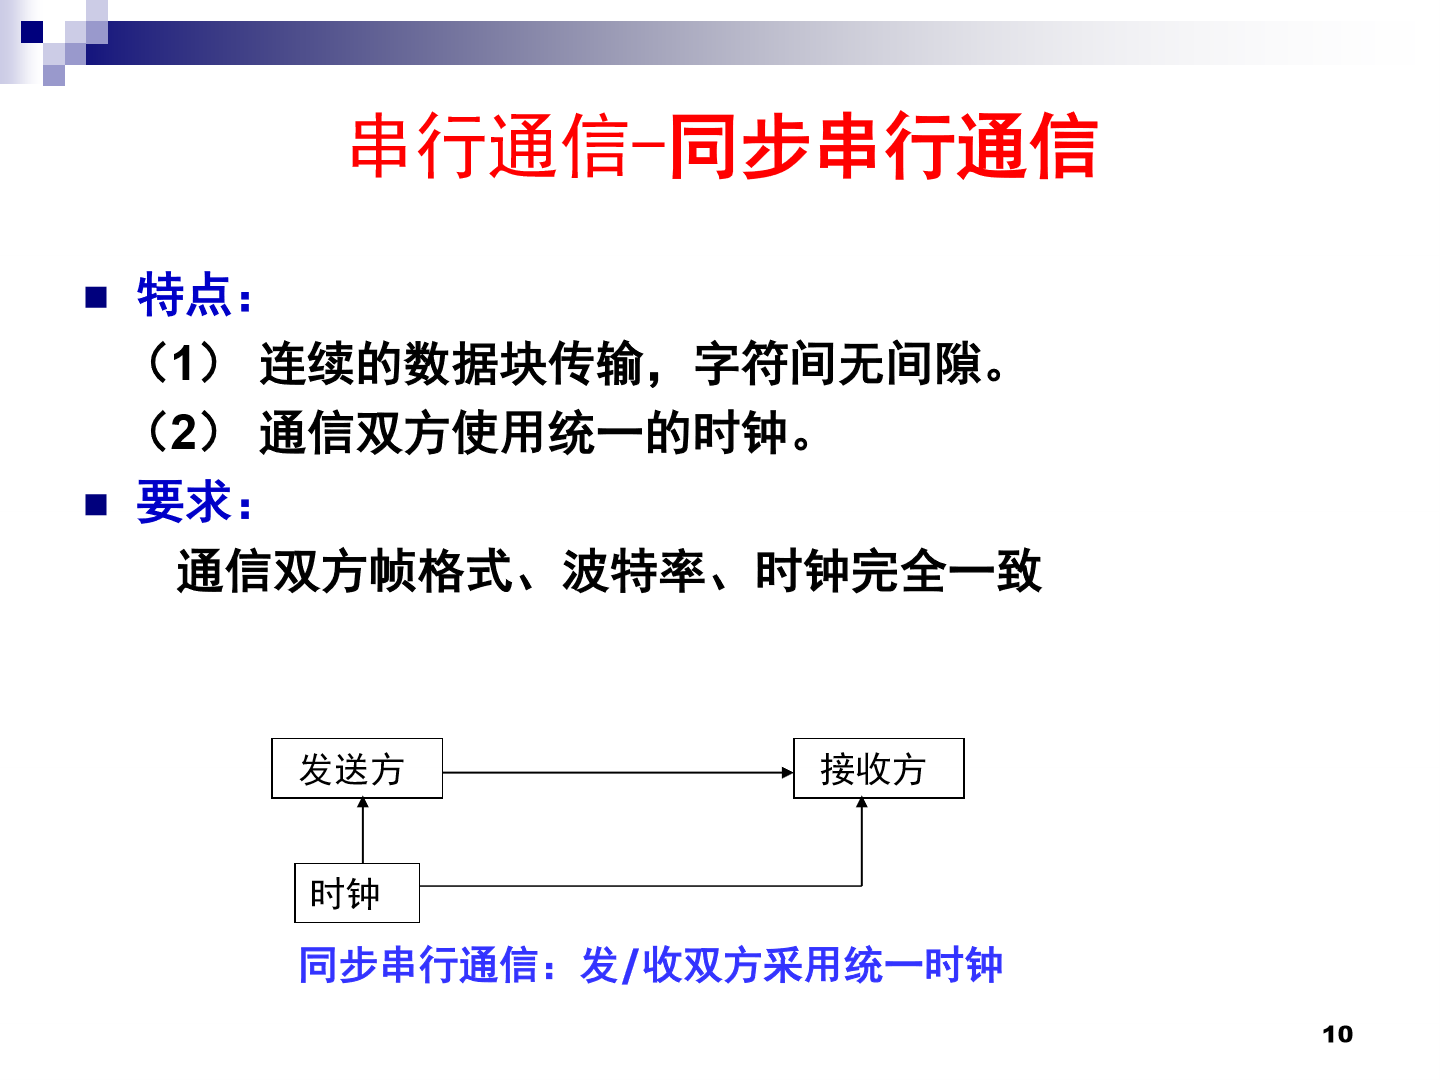 串行通信-同步串行通信
特点：
（1） 连续的数据块传输，字符间无间隙。
（2） 通信双方使用统一的时钟。
要求：
通信双方帧格式、波特率、时钟完全一致
发送方
接收方
时钟
同步串行通信：发/收双方采用统一时钟
10